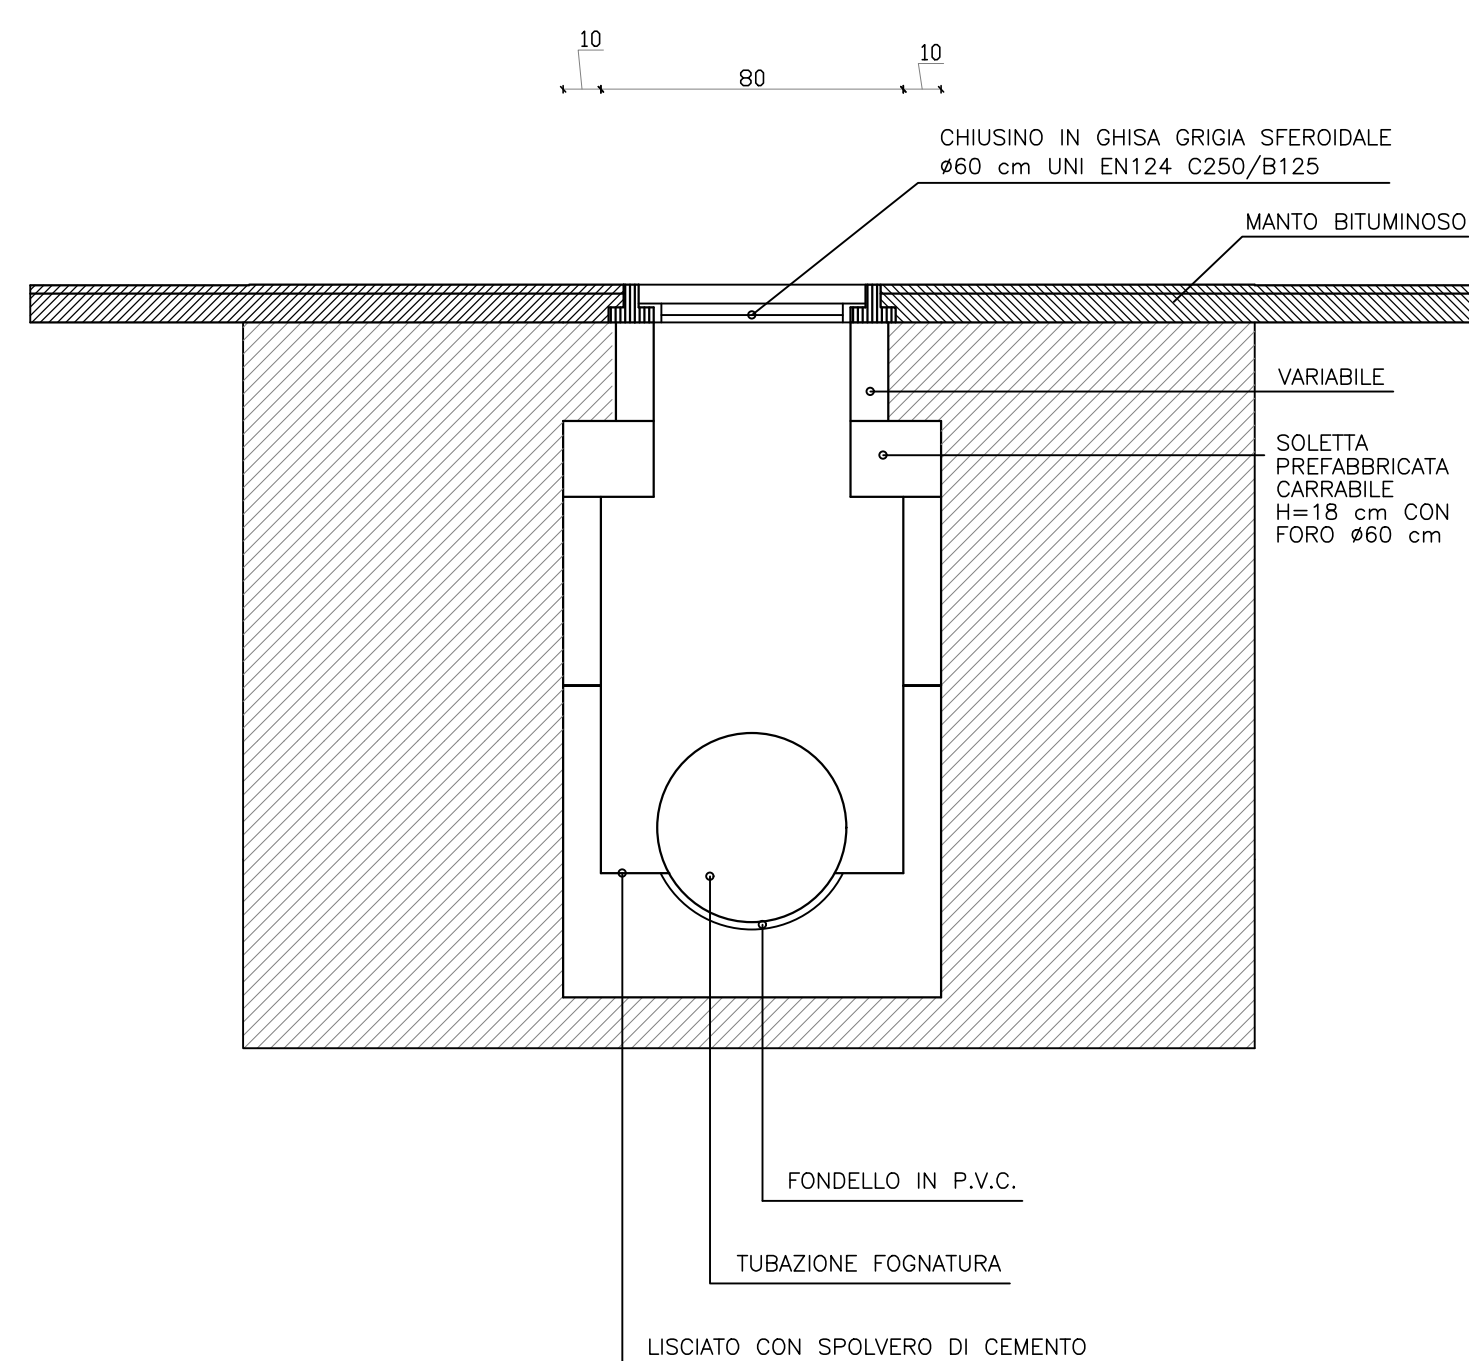 10
10
80
CHIUSINO IN GHISA GRIGIA SFEROIDALE
ø60 cm UNI EN124 C250/B125
MANTO BITUMINOSO
VARIABILE
SOLETTA
PREFABBRICATA
CARRABILE
H=18 cm CON
FORO ø60 cm
FONDELLO IN P.V.C.
TUBAZIONE FOGNATURA
LISCIATO CON SPOLVERO DI CEMENTO